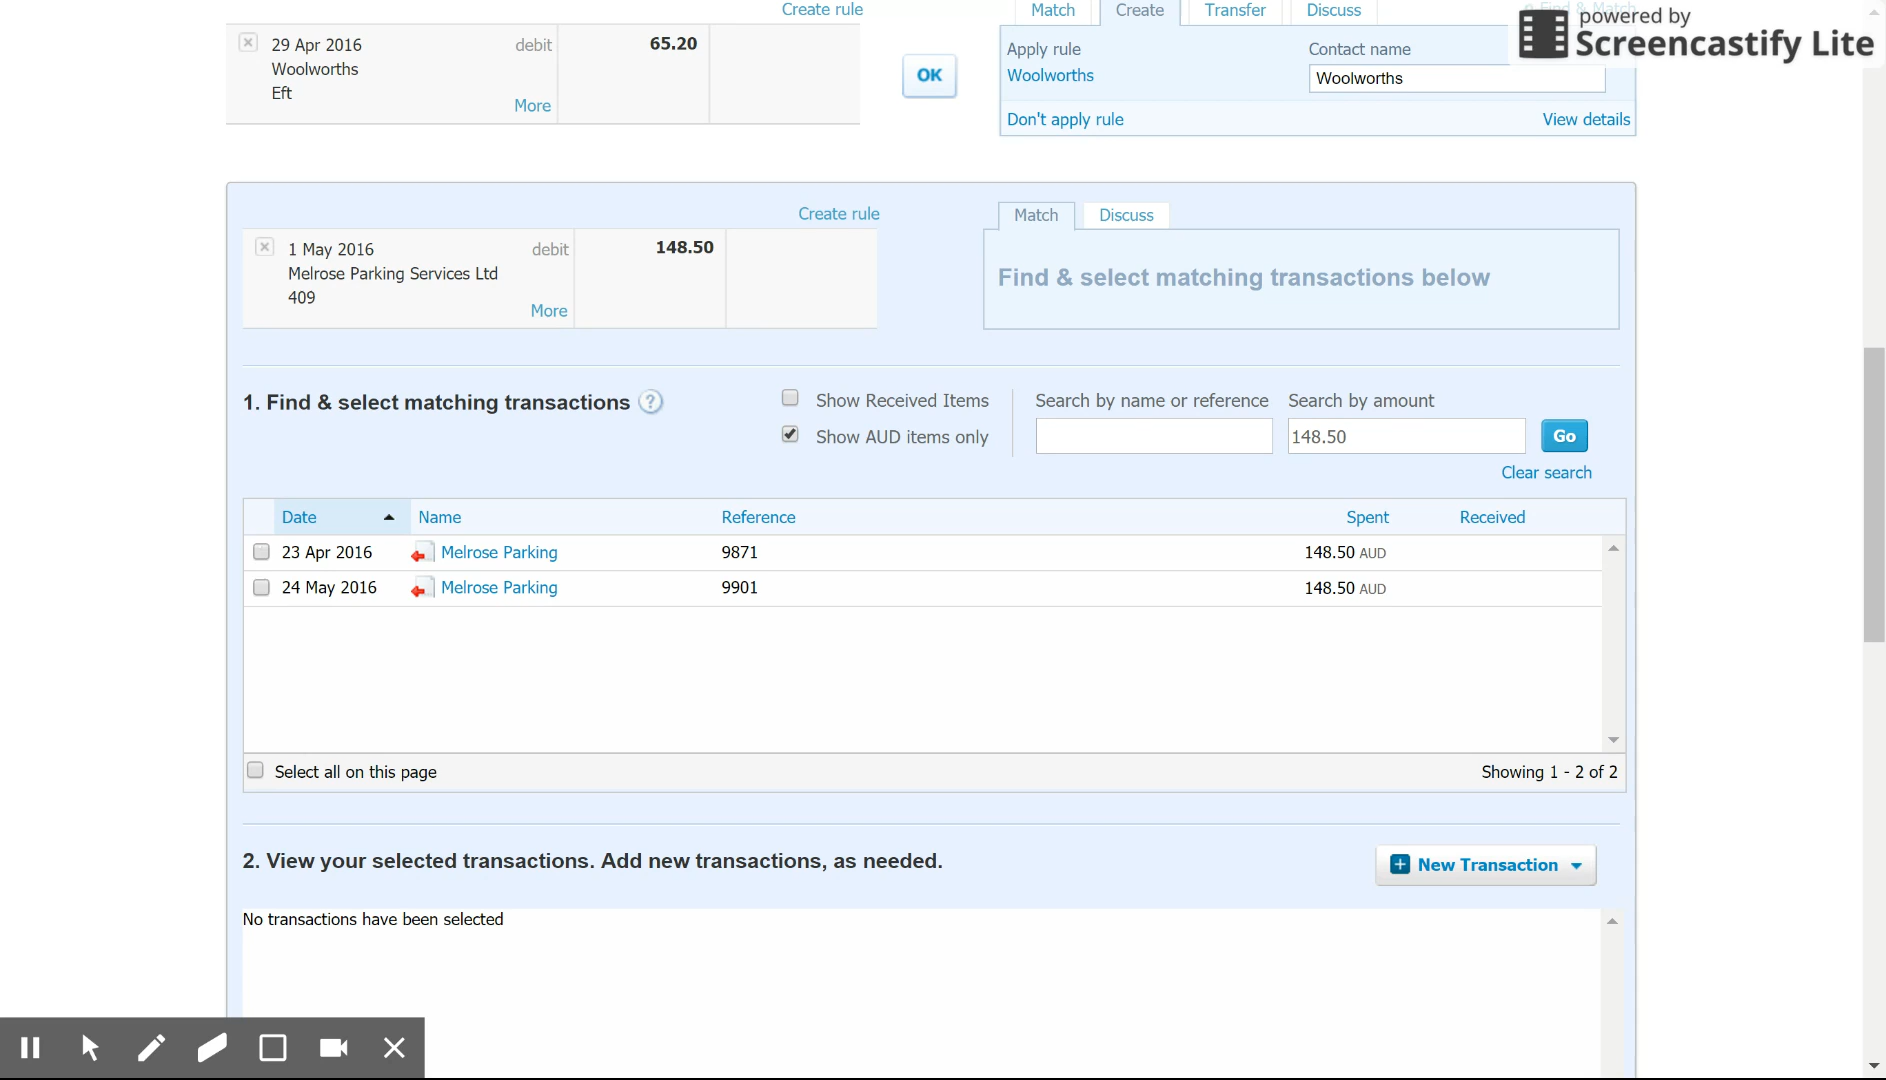 Create rule
Match Create Transfer Discuss Find & Match
powered by
Screencastify Lite
29 Apr 2016 debit 65.20
Woolworths
Eft
More
OK
Apply rule Contact name
Woolworths Woolworths
Don't apply rule View details
Create rule
Match Discuss
1 May 2016 debit 148.50
Melrose Parking Services Ltd
409
More
Find & select matching transactions below
1. Find & select matching transactions ?
Show Received Items
Show AUD items only
Search by name or reference Search by amount
148.50 Go
Clear search
Date Name Reference Spent Received
23 Apr 2016 Melrose Parking 9871 148.50 AUD
24 May 2016 Melrose Parking 9901 148.50 AUD
Select all on this page Showing 1 - 2 of 2
2. View your selected transactions. Add new transactions, as needed.
New Transaction
No transactions have been selected